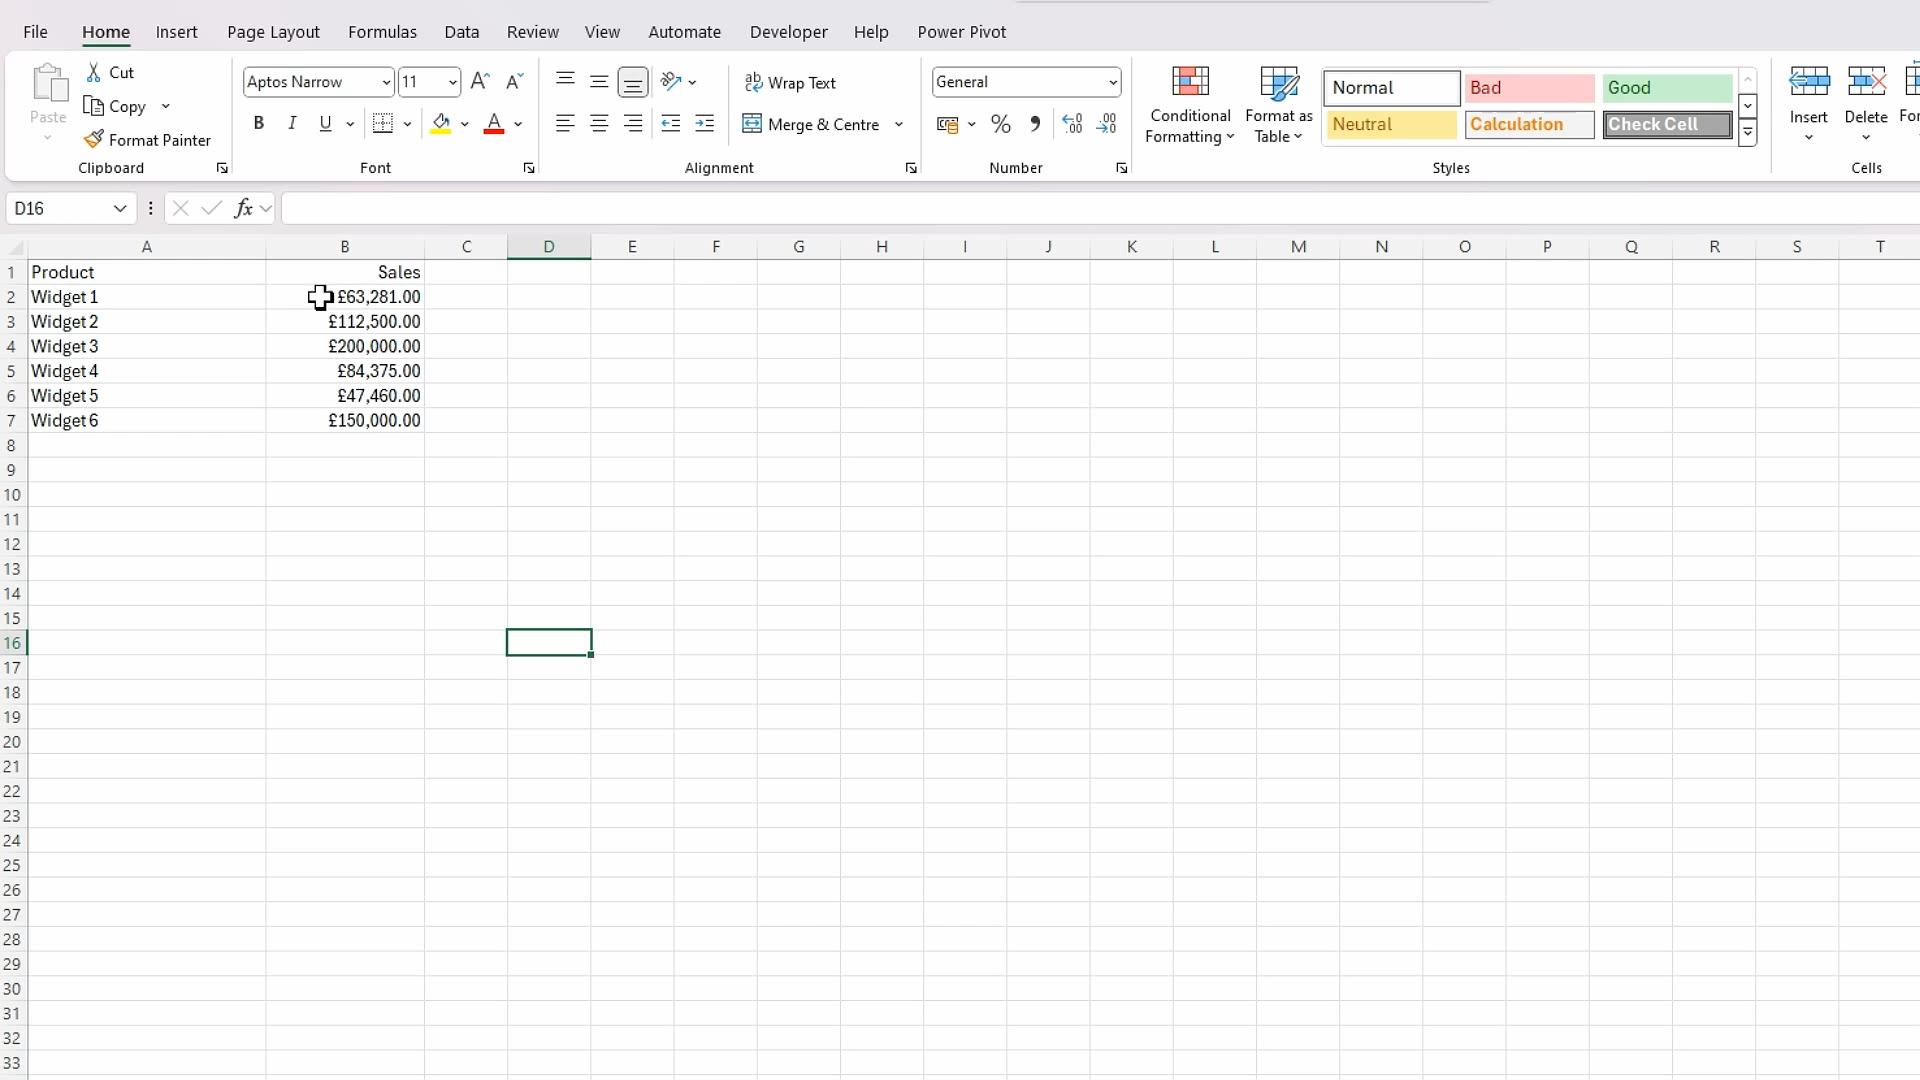 File Home Insert Page Layout Formulas Data Review View Automate Developer Help Power Pivot
Paste
Cut
Copy
Format Painter
Clipboard
Aptos Narrow 11
B I U
Font
Wrap Text
Merge & Centre
Alignment
General
Number
Conditional Formatting
Format as Table
Normal Bad Good
Neutral Calculation Check Cell
Styles
Insert Delete
Cells
D16 fx
A B C D E F G H I J K L M N O P Q R S T
1 Product Sales
2 Widget 1 £63,281.00
3 Widget 2 £112,500.00
4 Widget 3 £200,000.00
5 Widget 4 £84,375.00
6 Widget 5 £47,460.00
7 Widget 6 £150,000.00
8
9
10
11
12
13
14
15
16
17
18
19
20
21
22
23
24
25
26
27
28
29
30
31
32
33